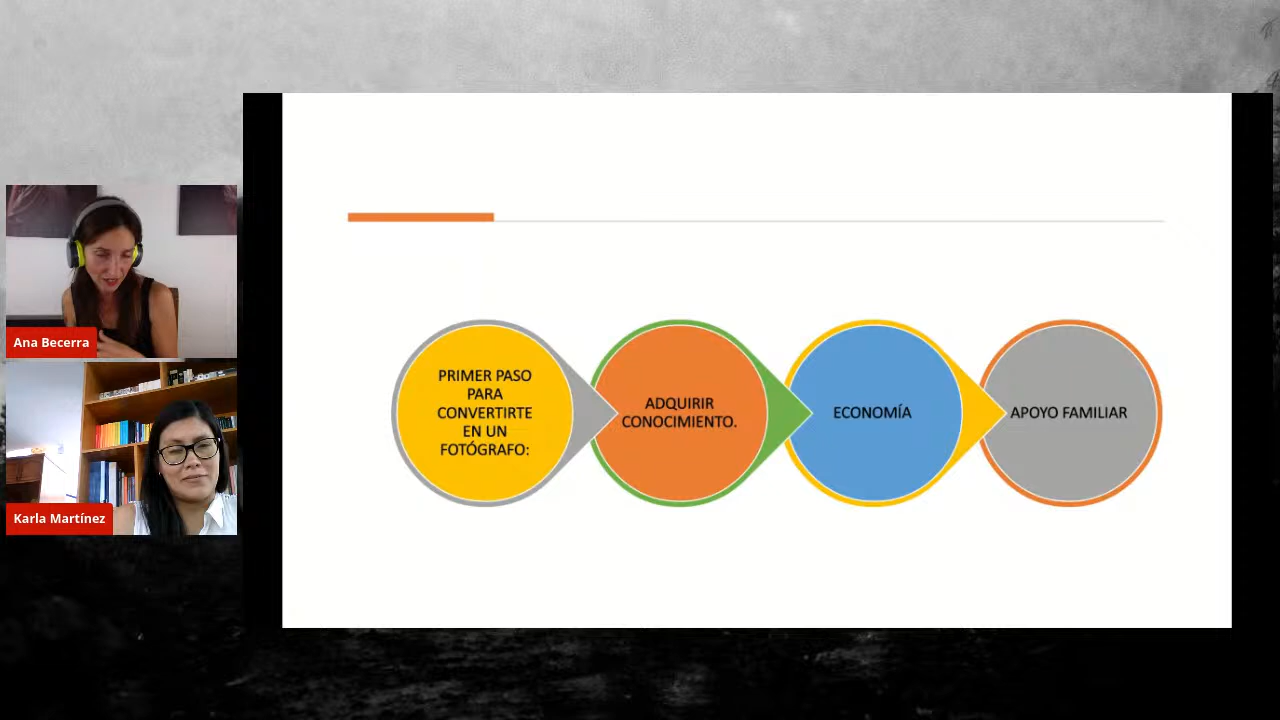 Ana Becerra
Karla Martínez
PRIMER PASO
PARA
CONVERTIRTE
EN UN
FOTÓGRAFO:
ADQUIRIR
CONOCIMIENTO.
ECONOMÍA
APOYO FAMILIAR